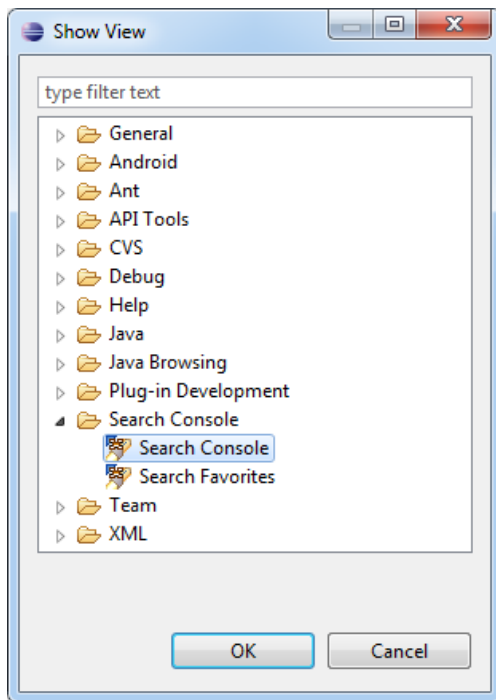 Show View
type filter text
General
Android
Ant
API Tools
CVS
Debug
Help
Java
Java Browsing
Plug-in Development
Search Console
Search Console
Search Favorites
Team
XML
OK Cancel